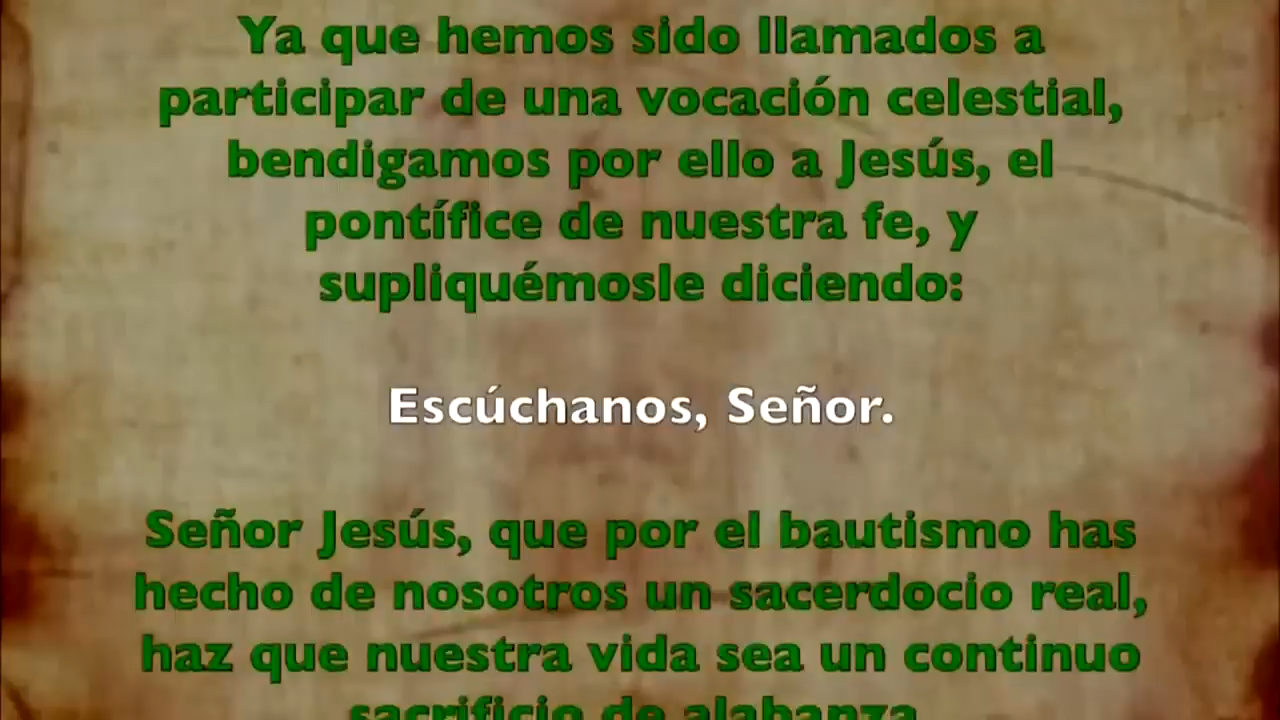 Ya que hemos sido llamados a
participar de una vocación celestial,
bendigamos por ello a Jesús, el
pontífice de nuestra fe, y
supliquémosle diciendo:
Escúchanos, Señor.
Señor Jesús, que por el bautismo has
hecho de nosotros un sacerdocio real,
haz que nuestra vida sea un continuo
sacrificio de alabanza